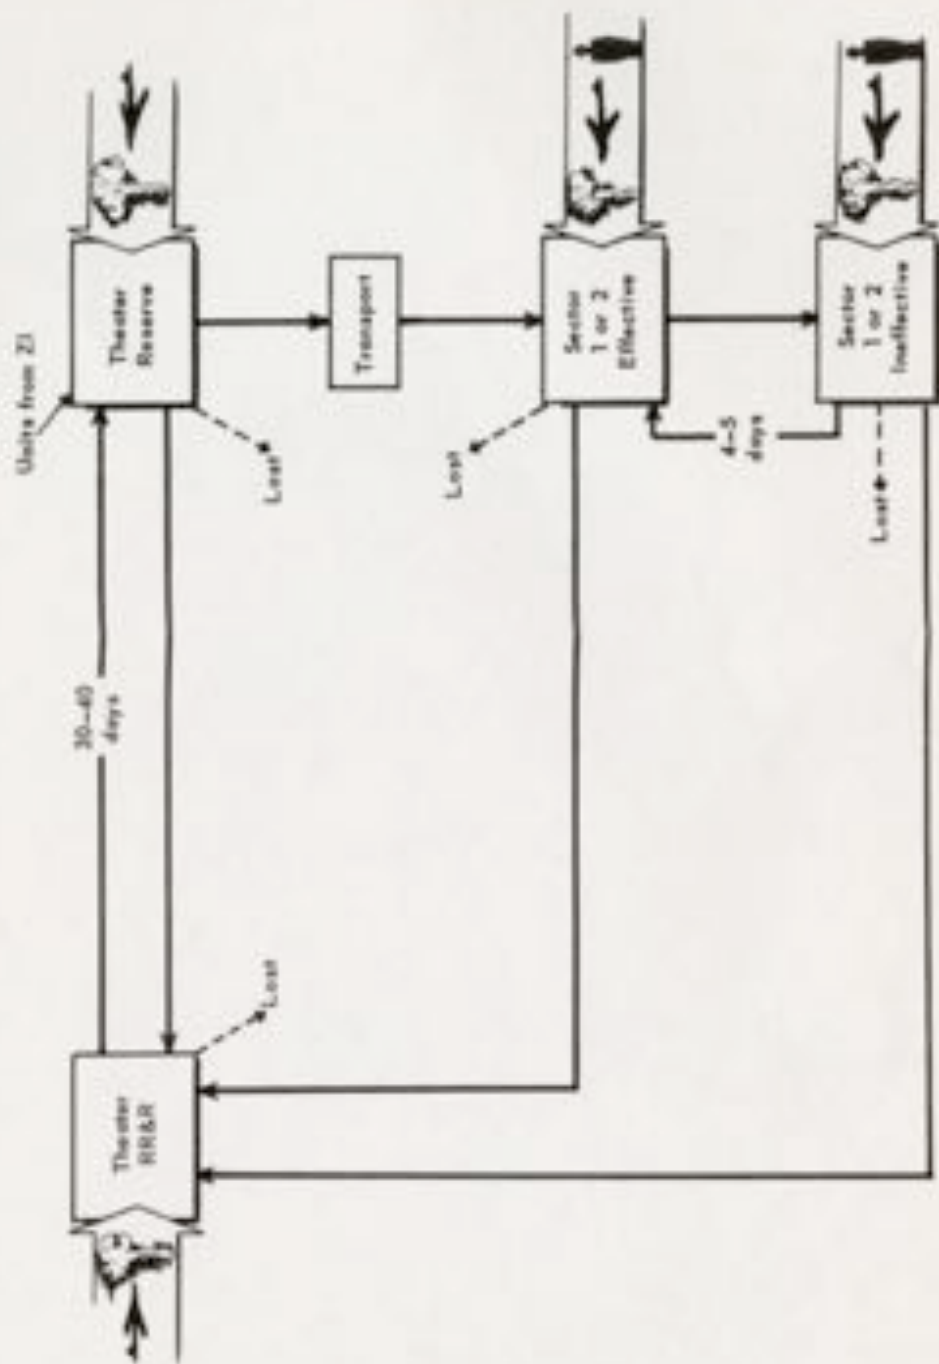 Units from ZI
Theater
Reserve
Lost
30–40
days
Theater
RR&R
Lost
Transport
Sector
1 or 2
Effective
Lost
4–5
days
Sector
1 or 2
Ineffective
Lost